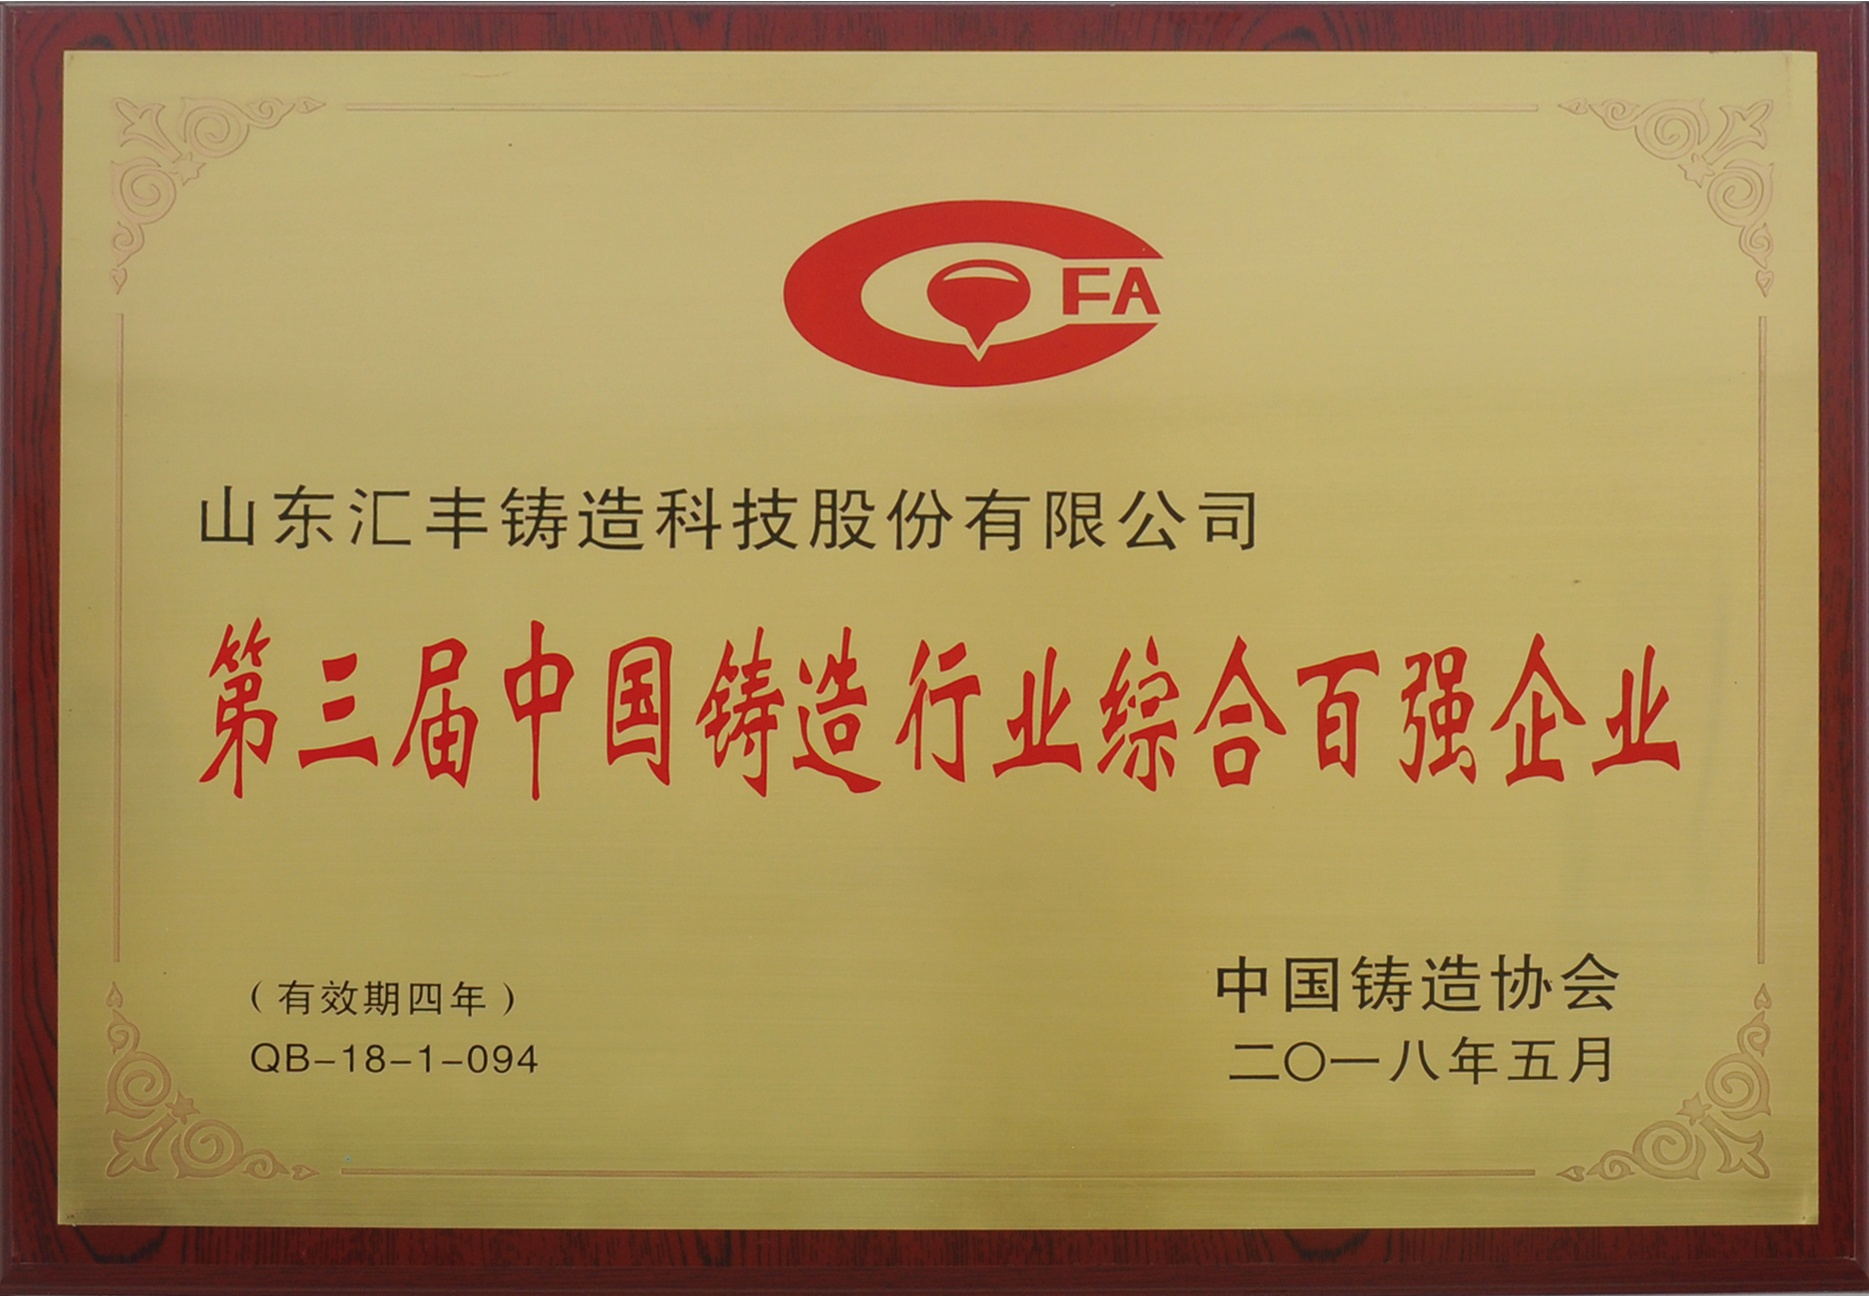 FA
山东汇丰铸造科技股份有限公司
第三届中国铸造行业综合百强企业
（有效期四年）
QB-18-1-094
中国铸造协会
二〇一八年五月